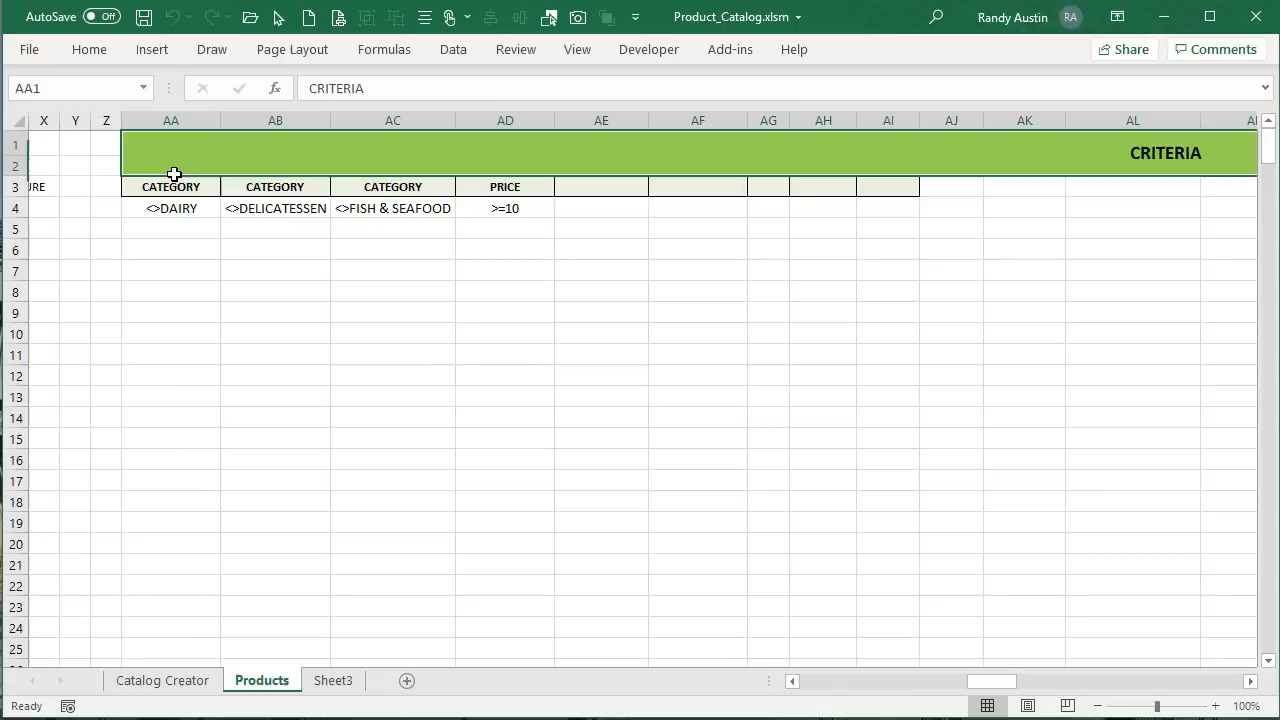 AutoSave Off Product_Catalog.xlsm Randy Austin RA
File Home Insert Draw Page Layout Formulas Data Review View Developer Add-ins Help Share Comments
AA1 fx CRITERIA
X Y Z AA AB AC AD AE AF AG AH AI AJ AK AL
1 CRITERIA
2
3 URE CATEGORY CATEGORY CATEGORY PRICE
4 <>DAIRY <>DELICATESSEN <>FISH & SEAFOOD >=10
5
6
7
8
9
10
11
12
13
14
15
16
17
18
19
20
21
22
23
24
25
Catalog Creator Products Sheet3
Ready 100%